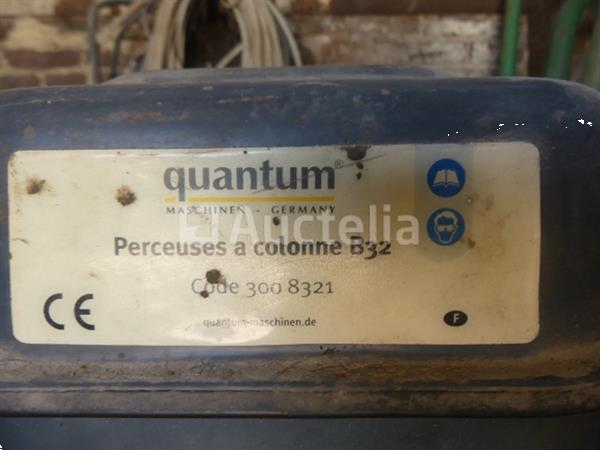 quantum®
MASCHINEN - GERMANY
Auctelia
Perceuses a colonne B32
Code 300 8321
CE
quantum-maschinen.de
F